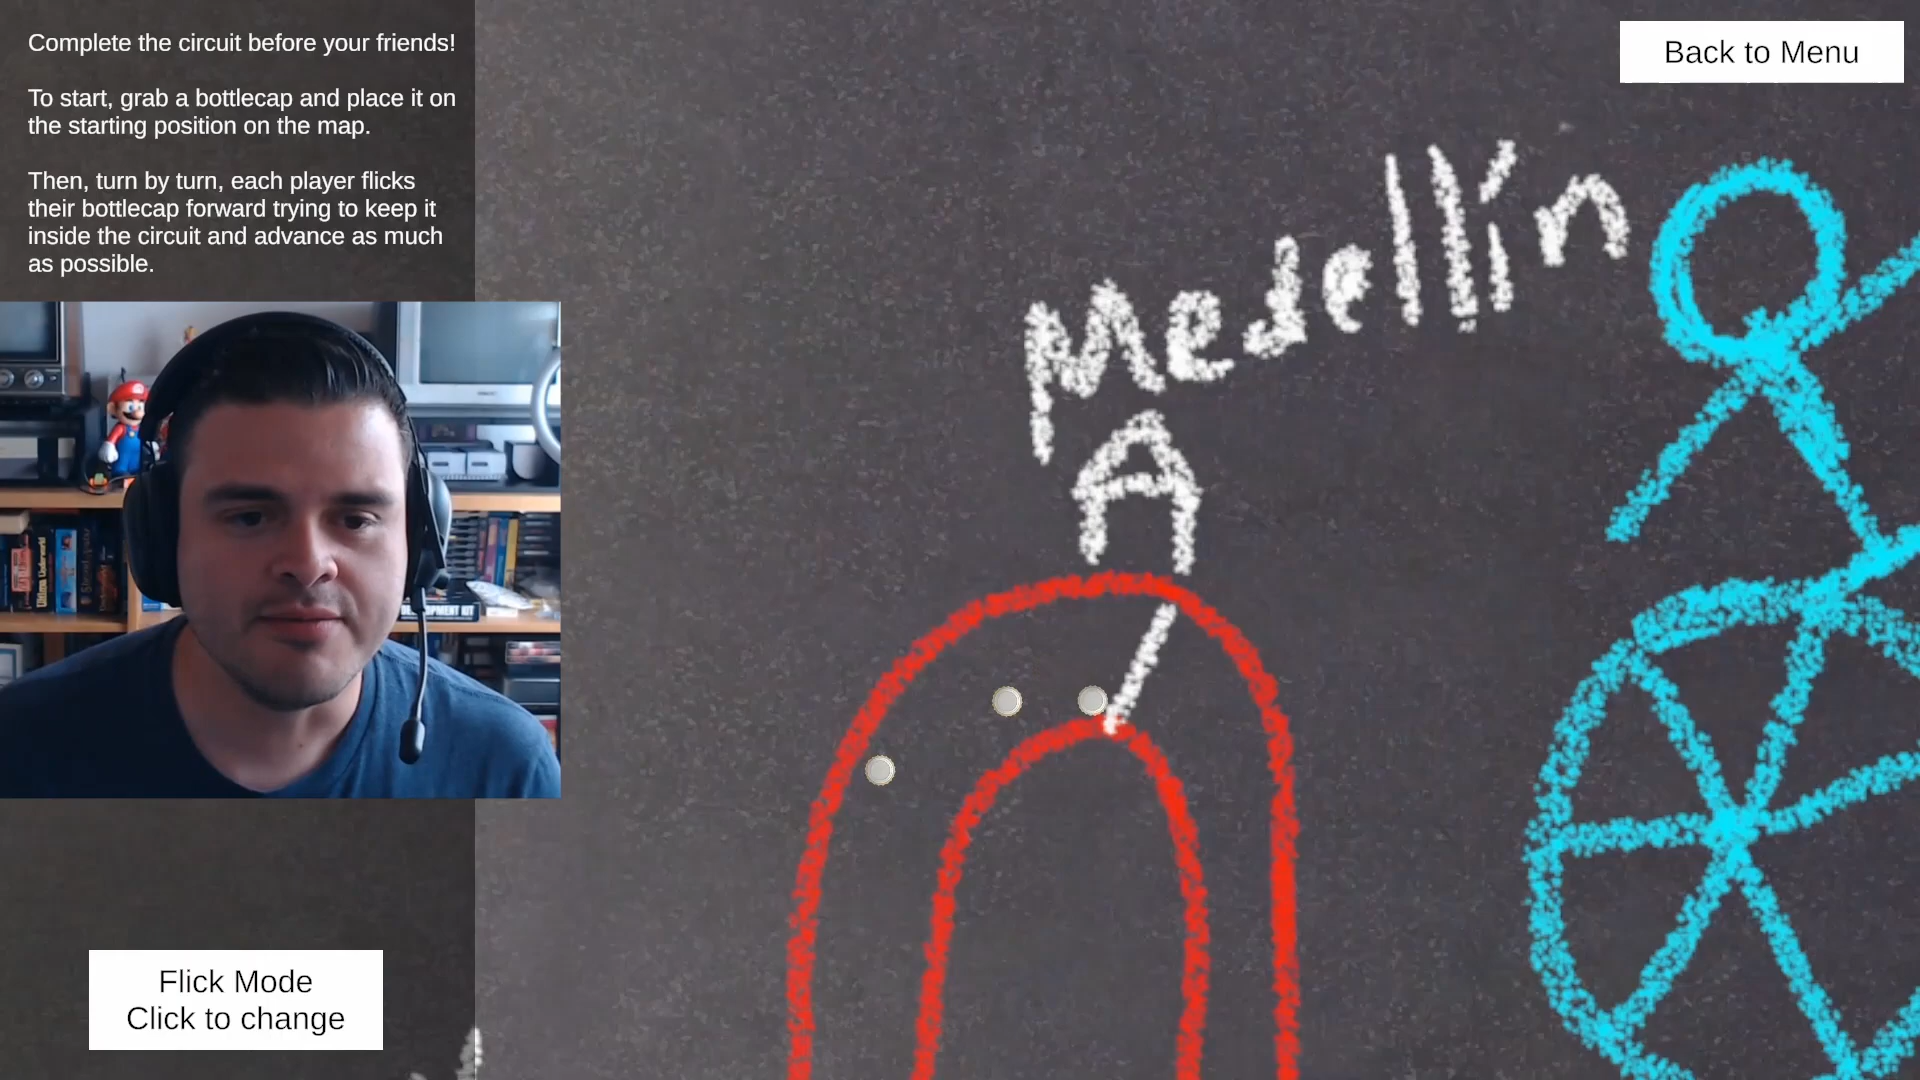 Complete the circuit before your friends!
To start, grab a bottlecap and place it on
the starting position on the map.
Then, turn by turn, each player flicks
their bottlecap forward trying to keep it
inside the circuit and advance as much
as possible.
Back to Menu
Medellín
A
Flick Mode
Click to change